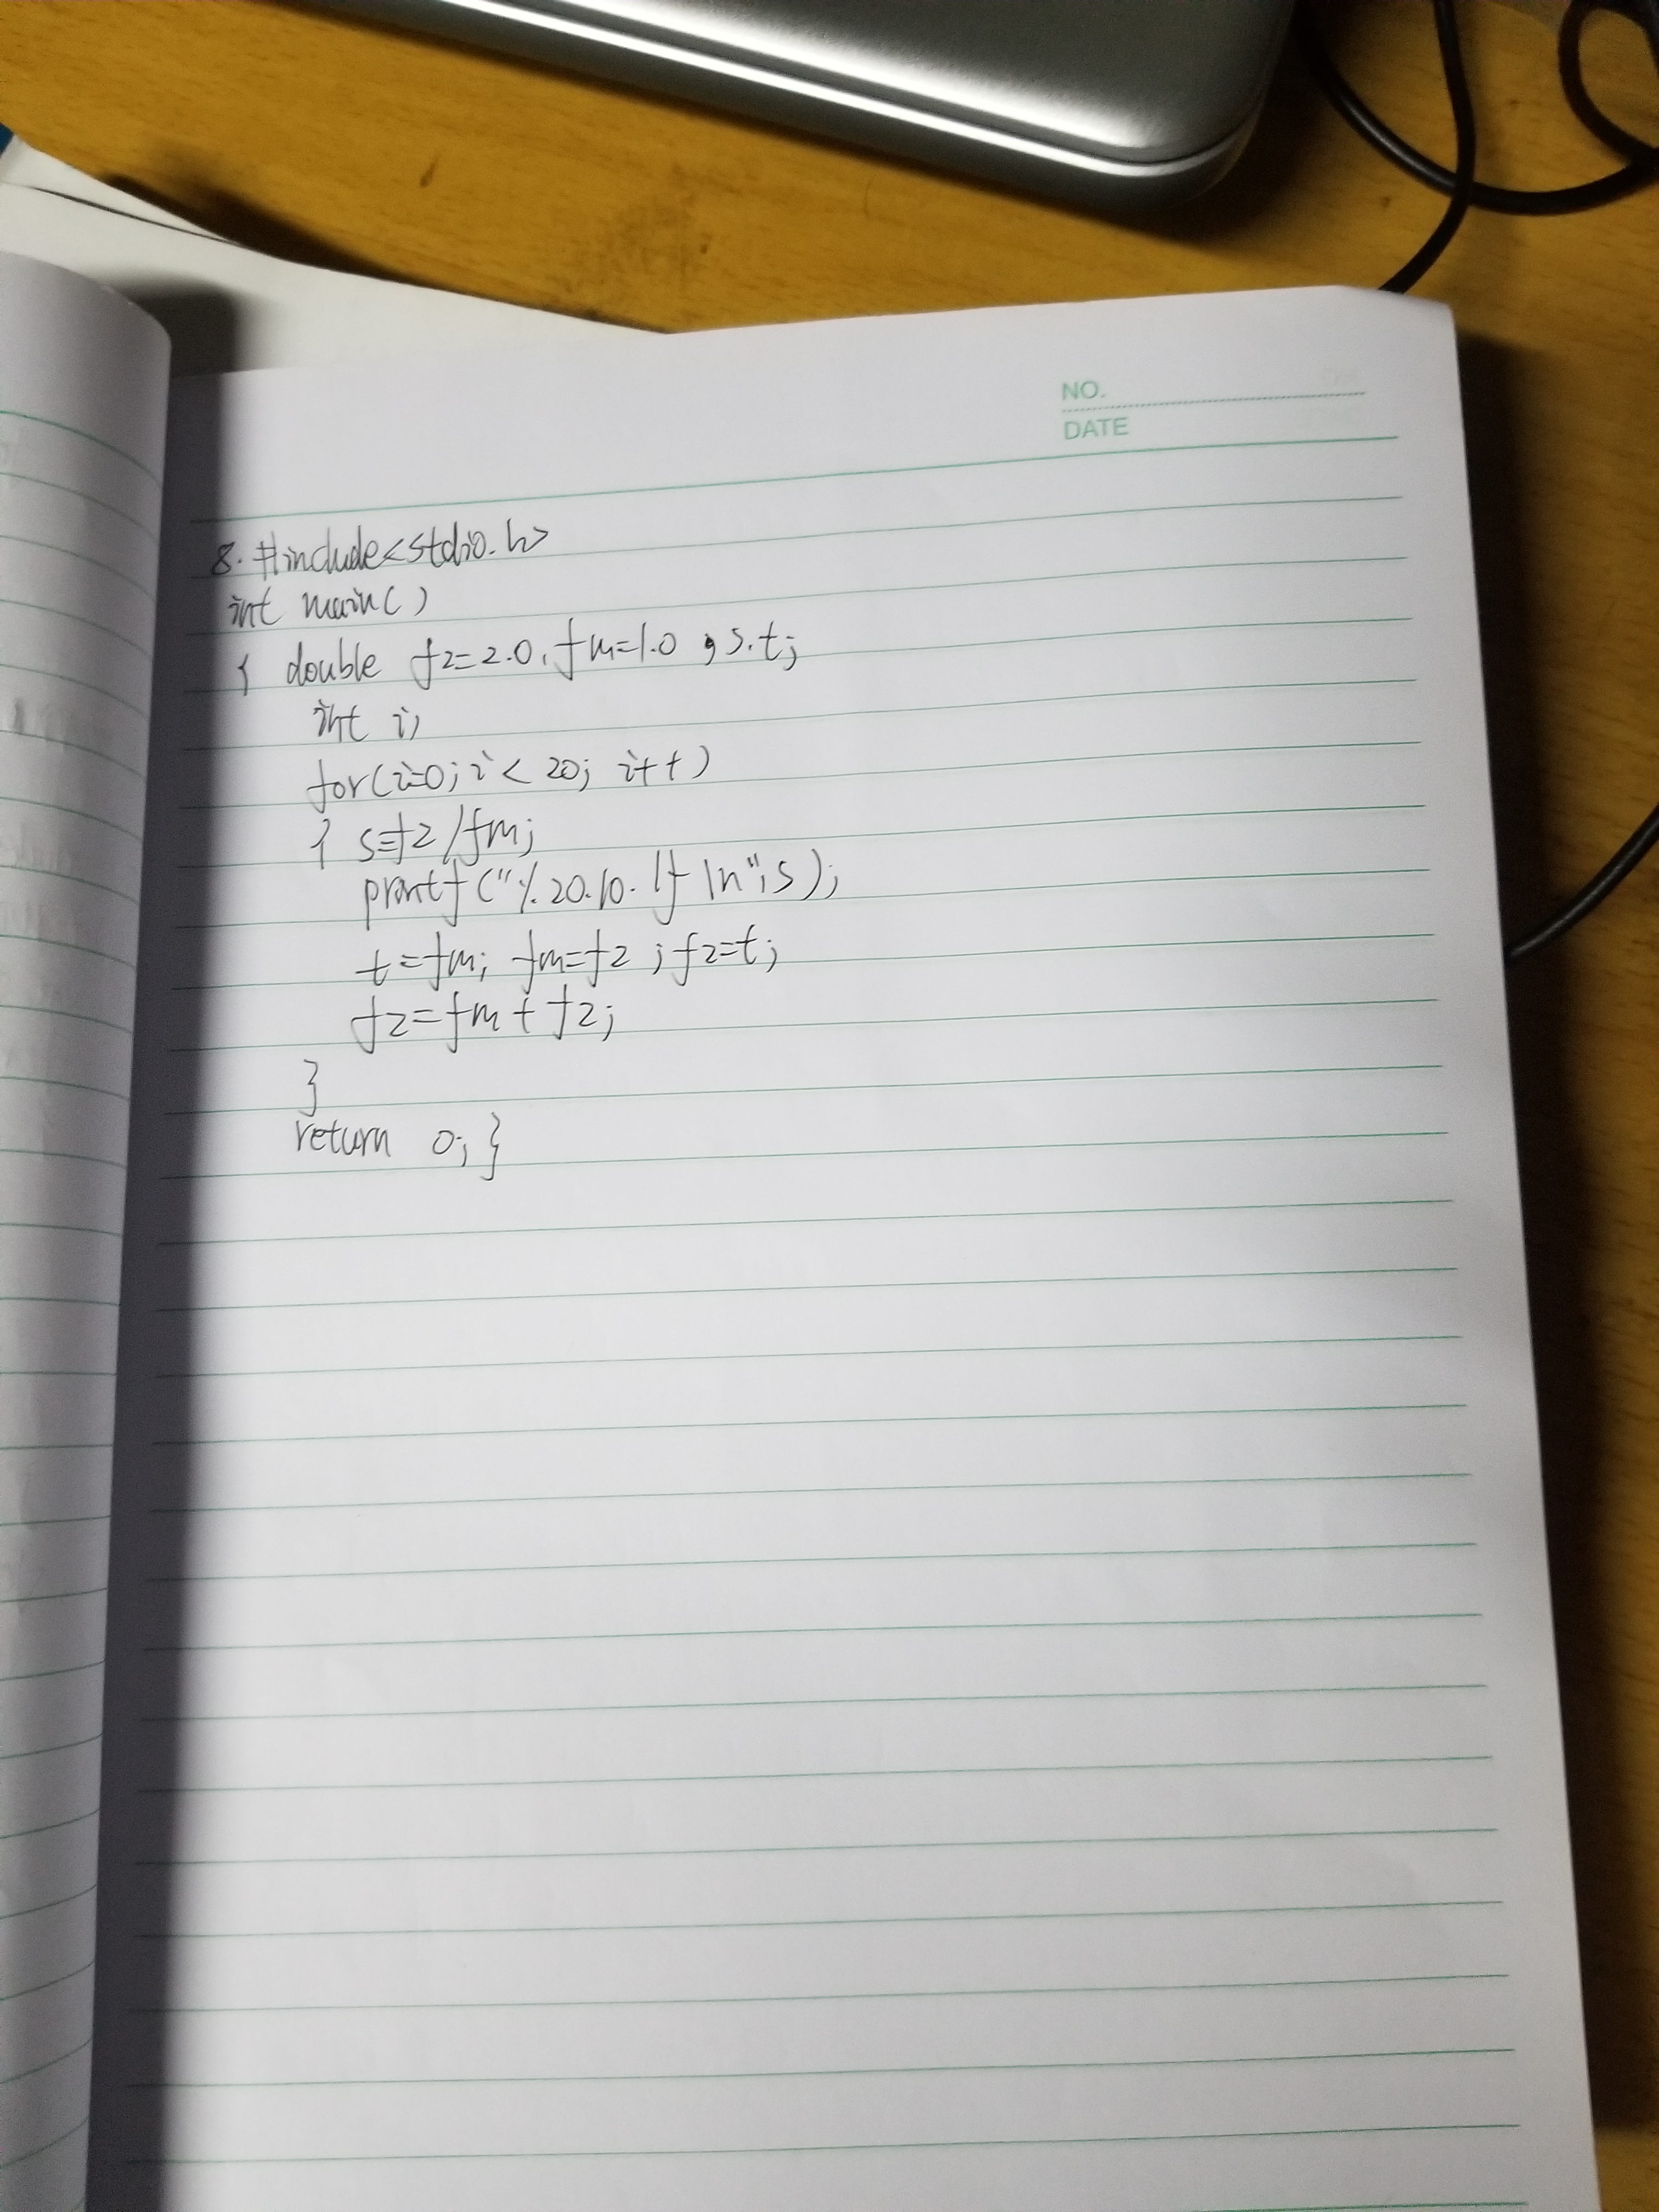 NO.
DATE
8. #include<stdio.h>
int main()
{ double fz=2.0, fm=1.0 , s.t;
int i;
for(i=0; i < 20; i++)
{ s=fz/fm;
printf("%20.10.lf \n",s);
t=fm; fm=fz; fz=t;
fz=fm+fz;
}
return 0; }